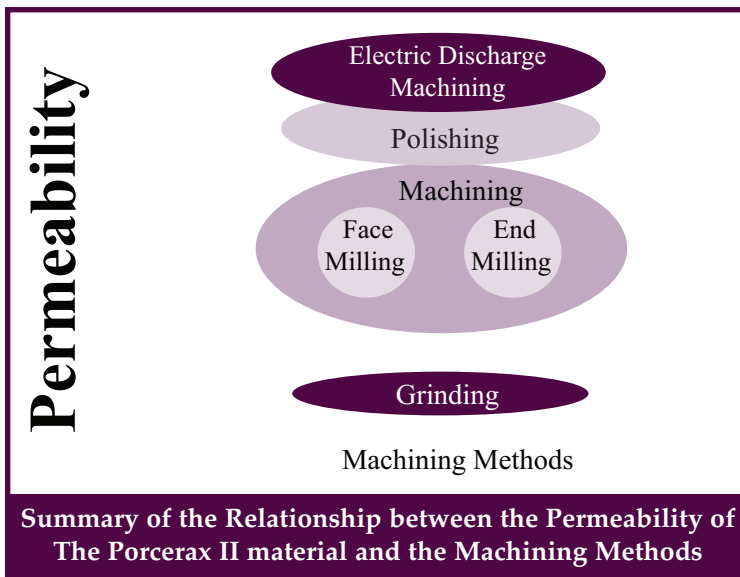 Permeability
Electric Discharge
Machining
Polishing
Machining
Face
Milling
End
Milling
Grinding
Machining Methods
Summary of the Relationship between the Permeability of
The Porcerax II material and the Machining Methods